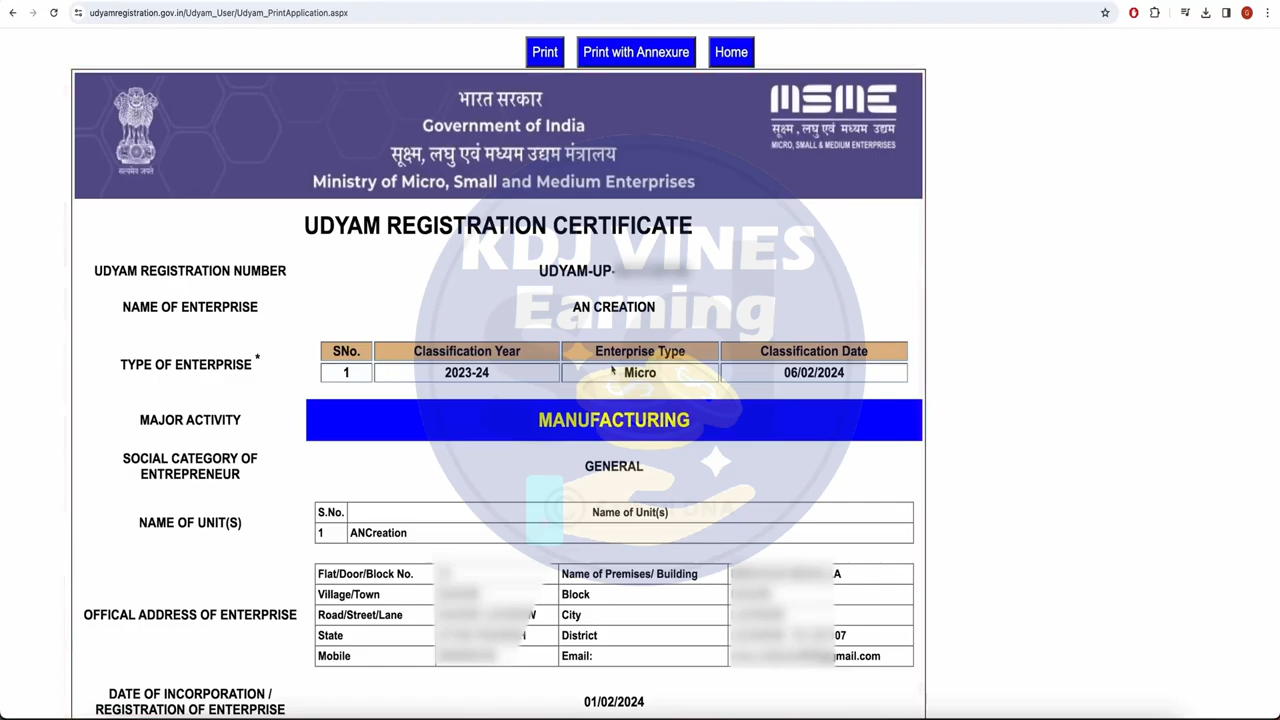 udyamregistration.gov.in/Udyam_User/Udyam_PrintApplication.aspx
Print Print with Annexure Home
भारत सरकार
Government of India
सूक्ष्म, लघु एवं मध्यम उद्यम मंत्रालय
Ministry of Micro, Small and Medium Enterprises
सत्यमेव जयते
MSME
सूक्ष्म, लघु एवं मध्यम उद्यम
MICRO, SMALL & MEDIUM ENTERPRISES
UDYAM REGISTRATION CERTIFICATE
KDJ VINES
Earning
UDYAM REGISTRATION NUMBER UDYAM-UP-
NAME OF ENTERPRISE AN CREATION
TYPE OF ENTERPRISE *
SNo. Classification Year Enterprise Type Classification Date
1 2023-24 Micro 06/02/2024
MAJOR ACTIVITY MANUFACTURING
SOCIAL CATEGORY OF
ENTREPRENEUR
GENERAL
NAME OF UNIT(S)
S.No. Name of Unit(s)
1 ANCreation
OFFICAL ADDRESS OF ENTERPRISE
Flat/Door/Block No. Name of Premises/ Building A
Village/Town Block
Road/Street/Lane W City
State District 07
Mobile Email: gmail.com
DATE OF INCORPORATION /
REGISTRATION OF ENTERPRISE
01/02/2024